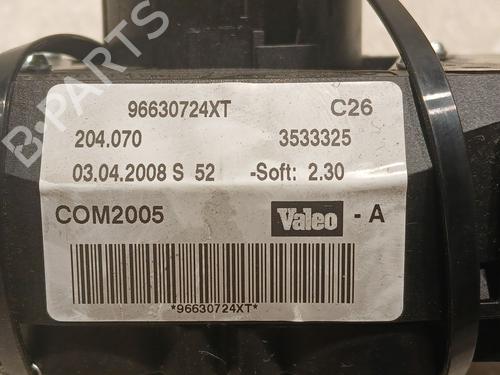 96630724XT C26
204.070 3533325
03.04.2008 S 52 -Soft: 2.30
COM2005 Valeo - A
*96630724XT*
B-PARTS